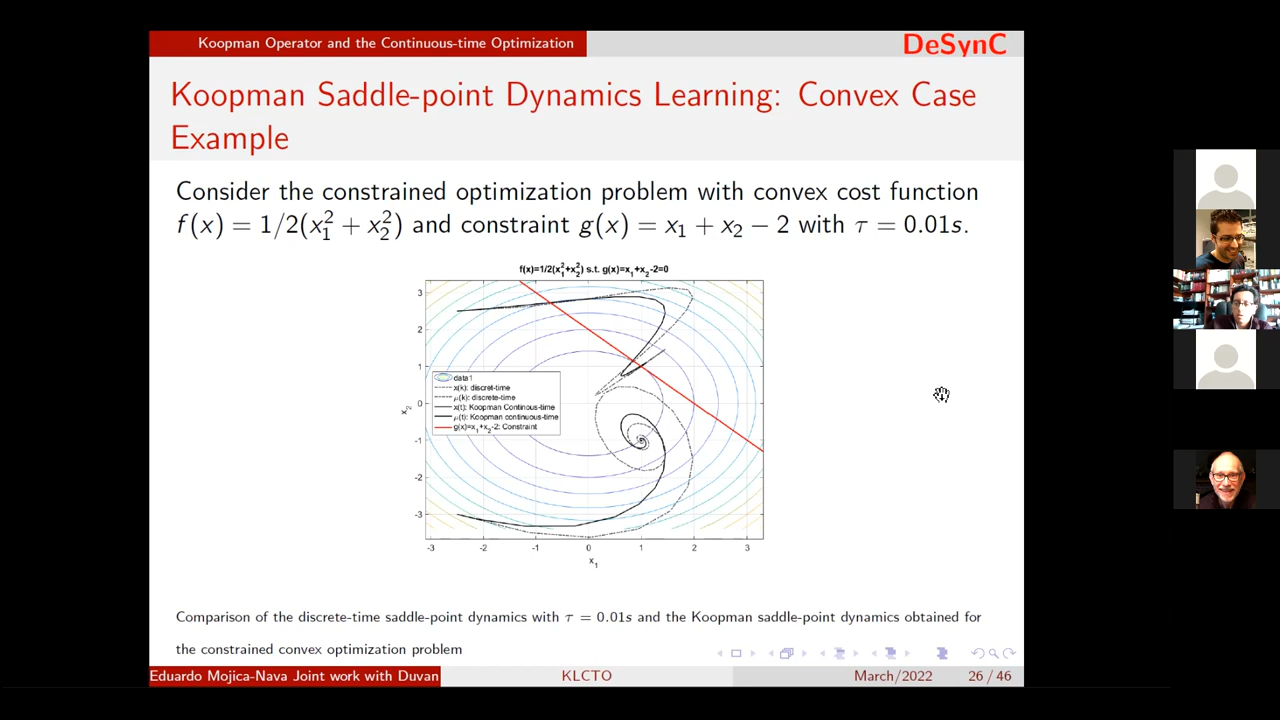 Koopman Operator and the Continuous-time Optimization
DeSynC
Koopman Saddle-point Dynamics Learning: Convex Case
Example
Consider the constrained optimization problem with convex cost function
f(x) = 1/2(x₁² + x₂²) and constraint g(x) = x₁ + x₂ − 2 with τ = 0.01s.
f(x)=1/2(x₁²+x₂²) s.t. g(x)=x₁+x₂-2=0
3
2
1
0
-1
-2
-3
x₂
data1
x(k): discret-time
μ(k): discrete-time
x(t): Koopman Continous-time
μ(t): Koopman continuous-time
g(x)=x₁+x₂-2: Constraint
-3 -2 -1 0 1 2 3
x₁
Comparison of the discrete-time saddle-point dynamics with τ = 0.01s and the Koopman saddle-point dynamics obtained for
the constrained convex optimization problem
Eduardo Mojica-Nava Joint work with Duvan
KLCTO
March/2022
26 / 46